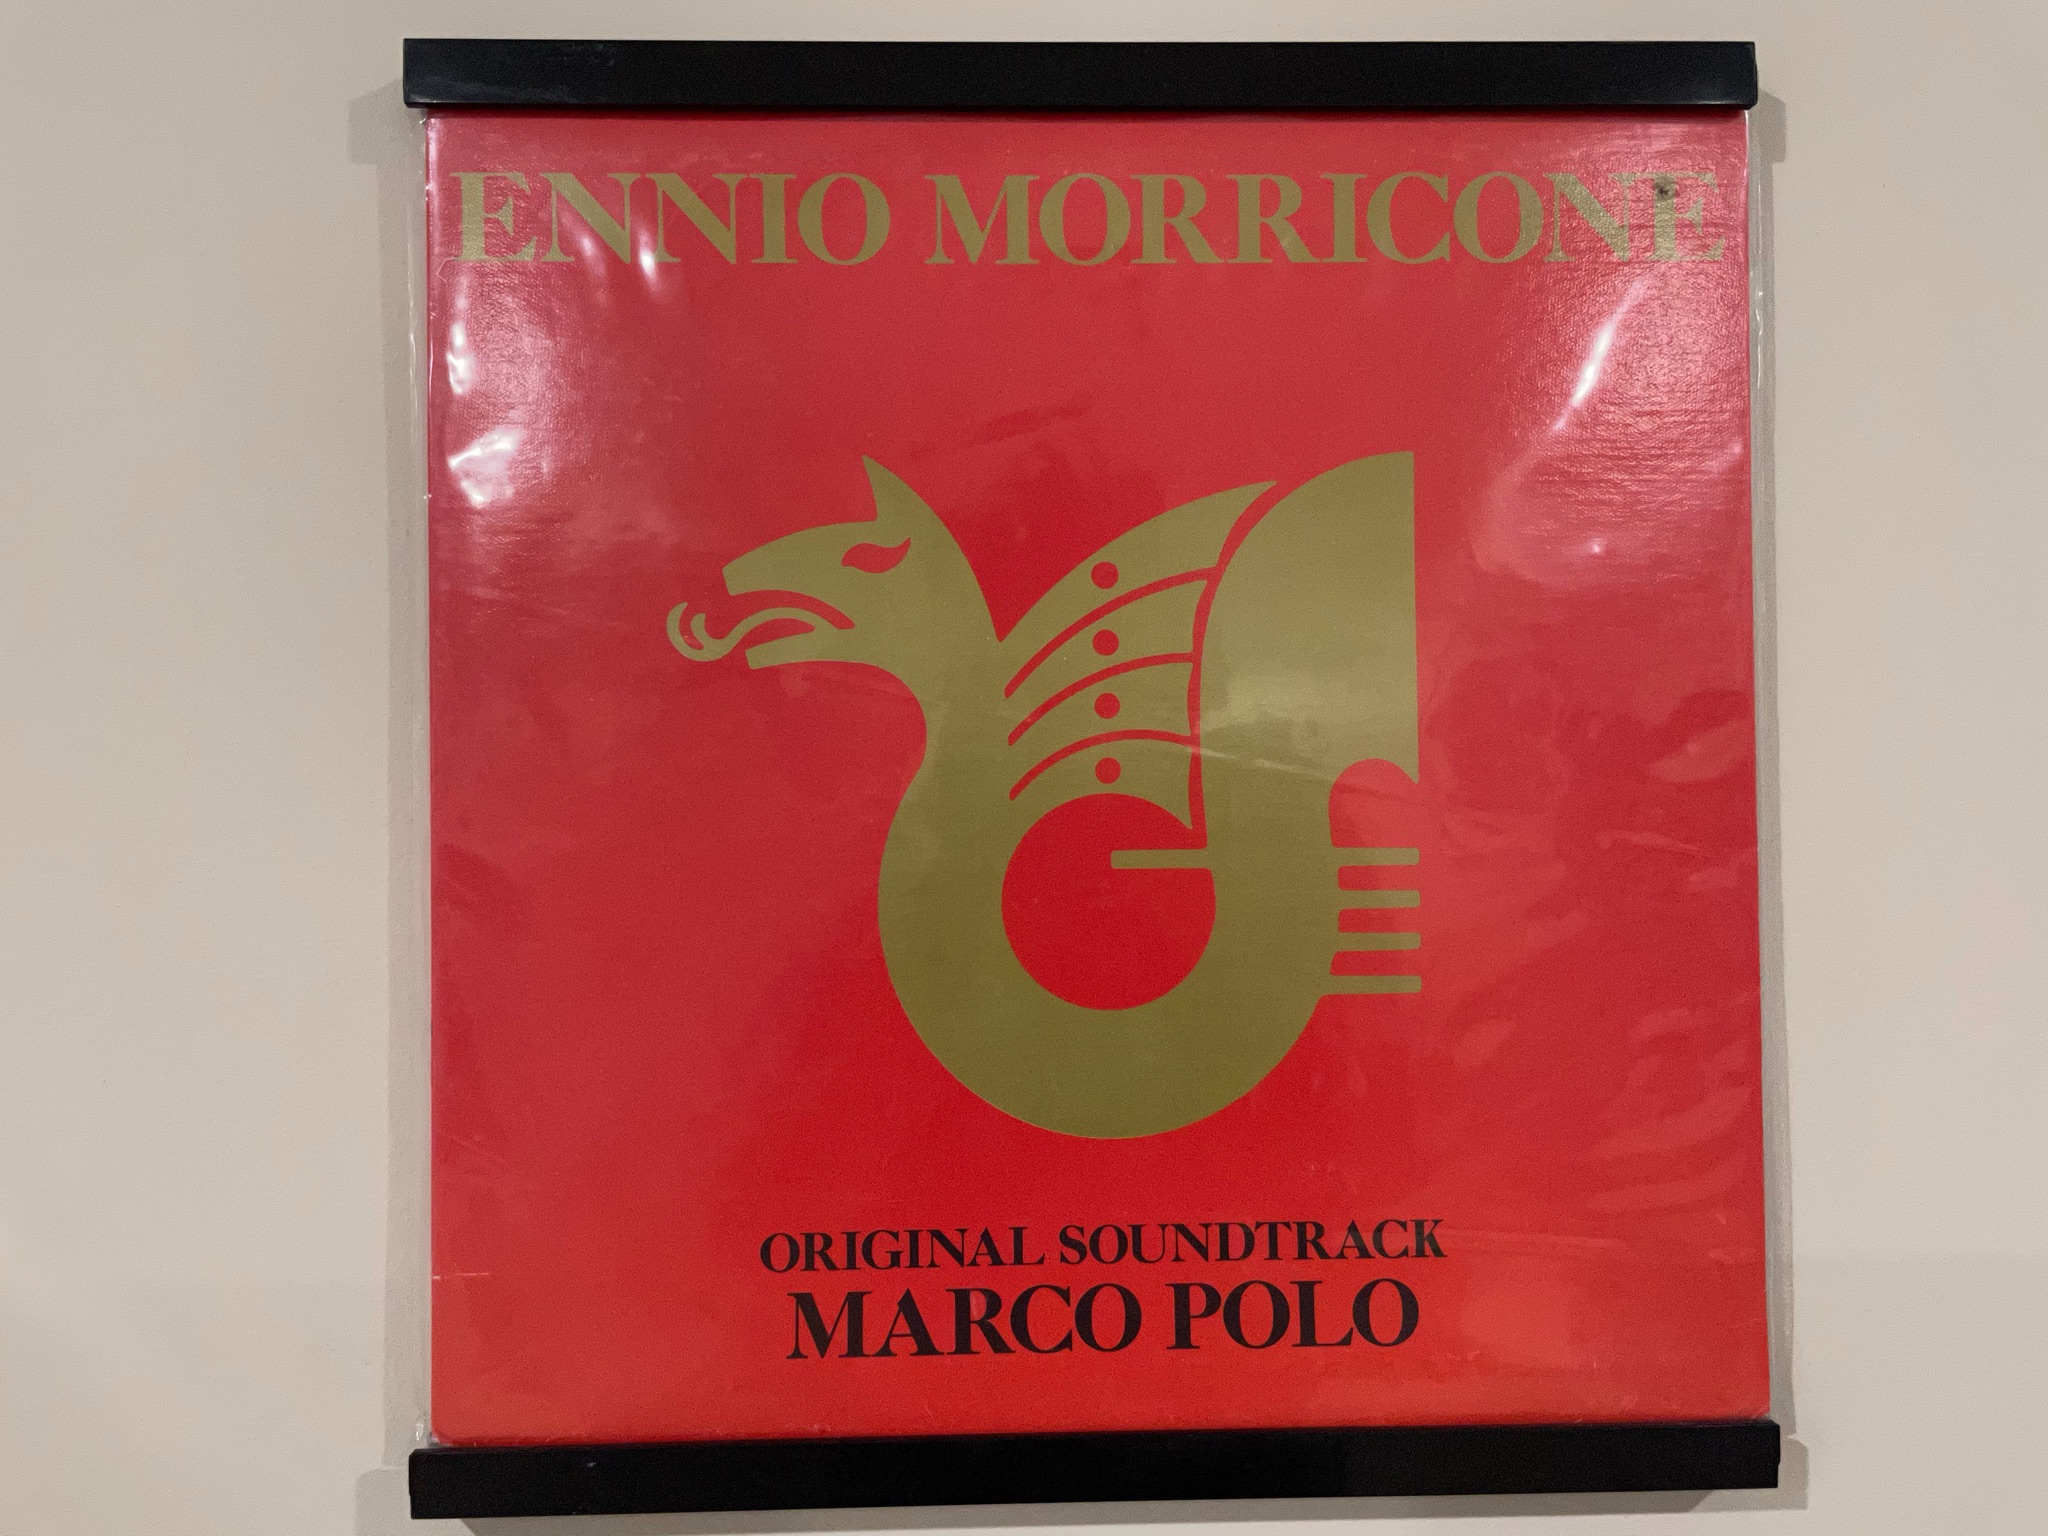 ENNIO MORRICONE
ORIGINAL SOUNDTRACK
MARCO POLO